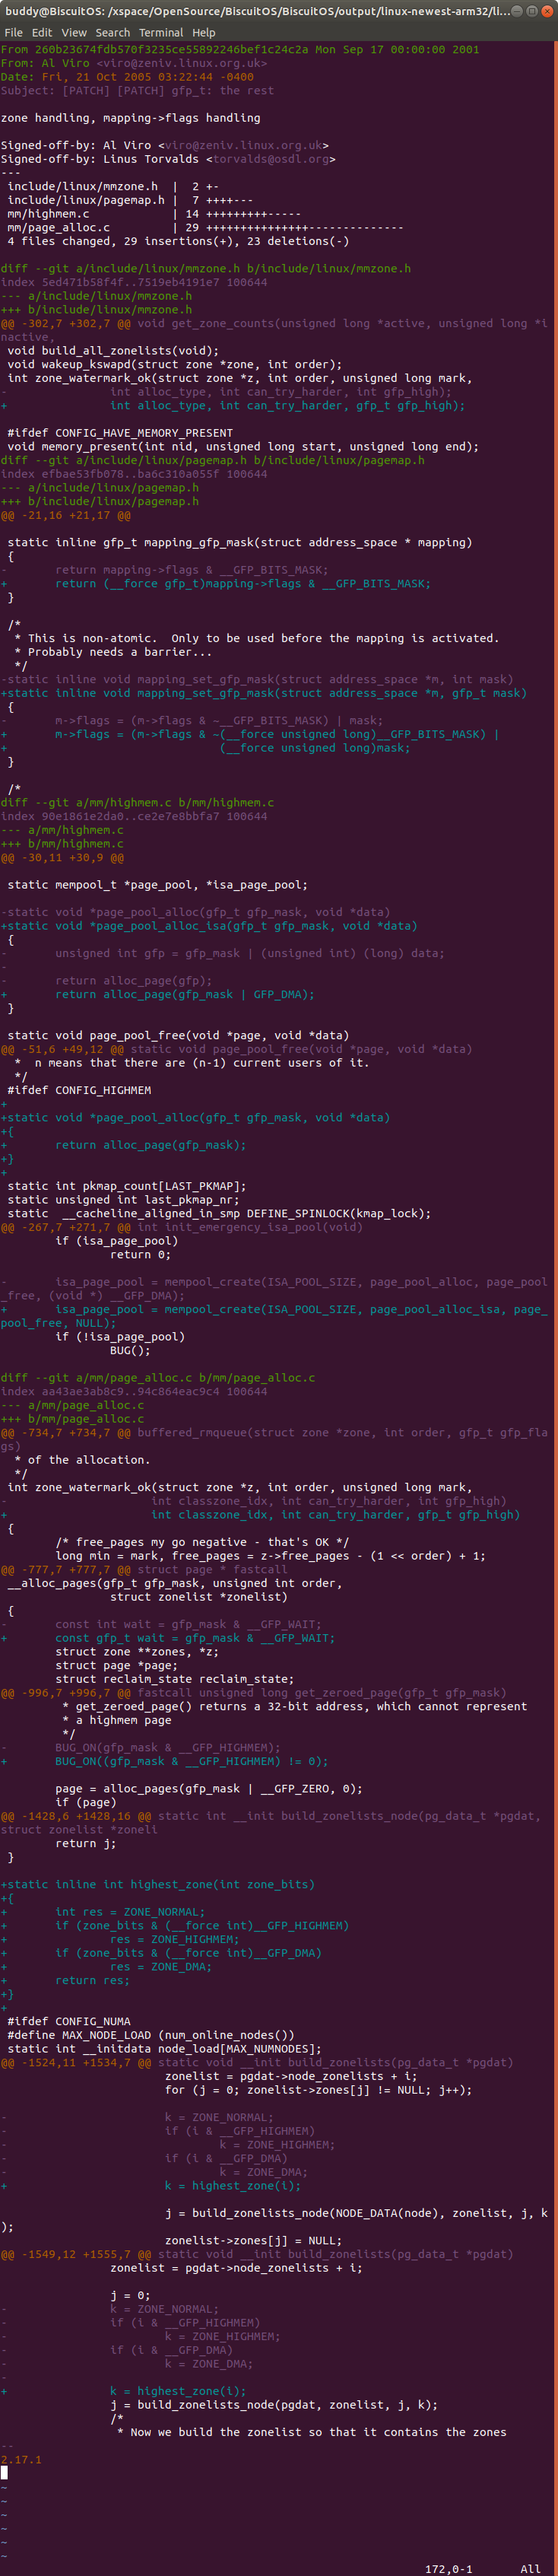 buddy@BiscuitOS: /xspace/OpenSource/BiscuitOS/BiscuitOS/output/linux-newest-arm32/li...
File Edit View Search Terminal Help
From 260b23674fdb570f3235ce55892246bef1c24c2a Mon Sep 17 00:00:00 2001
From: Al Viro <viro@zeniv.linux.org.uk>
Date: Fri, 21 Oct 2005 03:22:44 -0400
Subject: [PATCH] [PATCH] gfp_t: the rest

zone handling, mapping->flags handling

Signed-off-by: Al Viro <viro@zeniv.linux.org.uk>
Signed-off-by: Linus Torvalds <torvalds@osdl.org>
---
 include/linux/mmzone.h  |  2 +-
 include/linux/pagemap.h |  7 ++++---
 mm/highmem.c            | 14 +++++++++-----
 mm/page_alloc.c         | 29 +++++++++++++++--------------
 4 files changed, 29 insertions(+), 23 deletions(-)

diff --git a/include/linux/mmzone.h b/include/linux/mmzone.h
index 5ed471b58f4f..7519eb4191e7 100644
--- a/include/linux/mmzone.h
+++ b/include/linux/mmzone.h
@@ -302,7 +302,7 @@ void get_zone_counts(unsigned long *active, unsigned long *i
nactive,
 void build_all_zonelists(void);
 void wakeup_kswapd(struct zone *zone, int order);
 int zone_watermark_ok(struct zone *z, int order, unsigned long mark,
-               int alloc_type, int can_try_harder, int gfp_high);
+               int alloc_type, int can_try_harder, gfp_t gfp_high);

 #ifdef CONFIG_HAVE_MEMORY_PRESENT
 void memory_present(int nid, unsigned long start, unsigned long end);
diff --git a/include/linux/pagemap.h b/include/linux/pagemap.h
index efbae53fb078..ba6c310a055f 100644
--- a/include/linux/pagemap.h
+++ b/include/linux/pagemap.h
@@ -21,16 +21,17 @@

 static inline gfp_t mapping_gfp_mask(struct address_space * mapping)
 {
-       return mapping->flags & __GFP_BITS_MASK;
+       return (__force gfp_t)mapping->flags & __GFP_BITS_MASK;
 }

 /*
  * This is non-atomic.  Only to be used before the mapping is activated.
  * Probably needs a barrier...
  */
-static inline void mapping_set_gfp_mask(struct address_space *m, int mask)
+static inline void mapping_set_gfp_mask(struct address_space *m, gfp_t mask)
 {
-       m->flags = (m->flags & ~__GFP_BITS_MASK) | mask;
+       m->flags = (m->flags & ~(__force unsigned long)__GFP_BITS_MASK) |
+                               (__force unsigned long)mask;
 }

 /*
diff --git a/mm/highmem.c b/mm/highmem.c
index 90e1861e2da0..ce2e7e8bbfa7 100644
--- a/mm/highmem.c
+++ b/mm/highmem.c
@@ -30,11 +30,9 @@

 static mempool_t *page_pool, *isa_page_pool;

-static void *page_pool_alloc(gfp_t gfp_mask, void *data)
+static void *page_pool_alloc_isa(gfp_t gfp_mask, void *data)
 {
-       unsigned int gfp = gfp_mask | (unsigned int) (long) data;
-
-       return alloc_page(gfp);
+       return alloc_page(gfp_mask | GFP_DMA);
 }

 static void page_pool_free(void *page, void *data)
@@ -51,6 +49,12 @@ static void page_pool_free(void *page, void *data)
  *  n means that there are (n-1) current users of it.
  */
 #ifdef CONFIG_HIGHMEM
+
+static void *page_pool_alloc(gfp_t gfp_mask, void *data)
+{
+       return alloc_page(gfp_mask);
+}
+
 static int pkmap_count[LAST_PKMAP];
 static unsigned int last_pkmap_nr;
 static  __cacheline_aligned_in_smp DEFINE_SPINLOCK(kmap_lock);
@@ -267,7 +271,7 @@ int init_emergency_isa_pool(void)
        if (isa_page_pool)
                return 0;

-       isa_page_pool = mempool_create(ISA_POOL_SIZE, page_pool_alloc, page_pool
_free, (void *) __GFP_DMA);
+       isa_page_pool = mempool_create(ISA_POOL_SIZE, page_pool_alloc_isa, page_
pool_free, NULL);
        if (!isa_page_pool)
                BUG();

diff --git a/mm/page_alloc.c b/mm/page_alloc.c
index aa43ae3ab8c9..94c864eac9c4 100644
--- a/mm/page_alloc.c
+++ b/mm/page_alloc.c
@@ -734,7 +734,7 @@ buffered_rmqueue(struct zone *zone, int order, gfp_t gfp_fla
gs)
  * of the allocation.
  */
 int zone_watermark_ok(struct zone *z, int order, unsigned long mark,
-                     int classzone_idx, int can_try_harder, int gfp_high)
+                     int classzone_idx, int can_try_harder, gfp_t gfp_high)
 {
        /* free_pages my go negative - that's OK */
        long min = mark, free_pages = z->free_pages - (1 << order) + 1;
@@ -777,7 +777,7 @@ struct page * fastcall
 __alloc_pages(gfp_t gfp_mask, unsigned int order,
                struct zonelist *zonelist)
 {
-       const int wait = gfp_mask & __GFP_WAIT;
+       const gfp_t wait = gfp_mask & __GFP_WAIT;
        struct zone **zones, *z;
        struct page *page;
        struct reclaim_state reclaim_state;
@@ -996,7 +996,7 @@ fastcall unsigned long get_zeroed_page(gfp_t gfp_mask)
         * get_zeroed_page() returns a 32-bit address, which cannot represent
         * a highmem page
         */
-       BUG_ON(gfp_mask & __GFP_HIGHMEM);
+       BUG_ON((gfp_mask & __GFP_HIGHMEM) != 0);

        page = alloc_pages(gfp_mask | __GFP_ZERO, 0);
        if (page)
@@ -1428,6 +1428,16 @@ static int __init build_zonelists_node(pg_data_t *pgdat,
struct zonelist *zoneli
        return j;
 }

+static inline int highest_zone(int zone_bits)
+{
+       int res = ZONE_NORMAL;
+       if (zone_bits & (__force int)__GFP_HIGHMEM)
+               res = ZONE_HIGHMEM;
+       if (zone_bits & (__force int)__GFP_DMA)
+               res = ZONE_DMA;
+       return res;
+}
+
 #ifdef CONFIG_NUMA
 #define MAX_NODE_LOAD (num_online_nodes())
 static int __initdata node_load[MAX_NUMNODES];
@@ -1524,11 +1534,7 @@ static void __init build_zonelists(pg_data_t *pgdat)
                        zonelist = pgdat->node_zonelists + i;
                        for (j = 0; zonelist->zones[j] != NULL; j++);

-                       k = ZONE_NORMAL;
-                       if (i & __GFP_HIGHMEM)
-                               k = ZONE_HIGHMEM;
-                       if (i & __GFP_DMA)
-                               k = ZONE_DMA;
+                       k = highest_zone(i);

                        j = build_zonelists_node(NODE_DATA(node), zonelist, j, k
);
                        zonelist->zones[j] = NULL;
@@ -1549,12 +1555,7 @@ static void __init build_zonelists(pg_data_t *pgdat)
                zonelist = pgdat->node_zonelists + i;

                j = 0;
-               k = ZONE_NORMAL;
-               if (i & __GFP_HIGHMEM)
-                       k = ZONE_HIGHMEM;
-               if (i & __GFP_DMA)
-                       k = ZONE_DMA;
-
+               k = highest_zone(i);
                j = build_zonelists_node(pgdat, zonelist, j, k);
                /*
                 * Now we build the zonelist so that it contains the zones
--
2.17.1

~
~
~
~
~
~
172,0-1 All